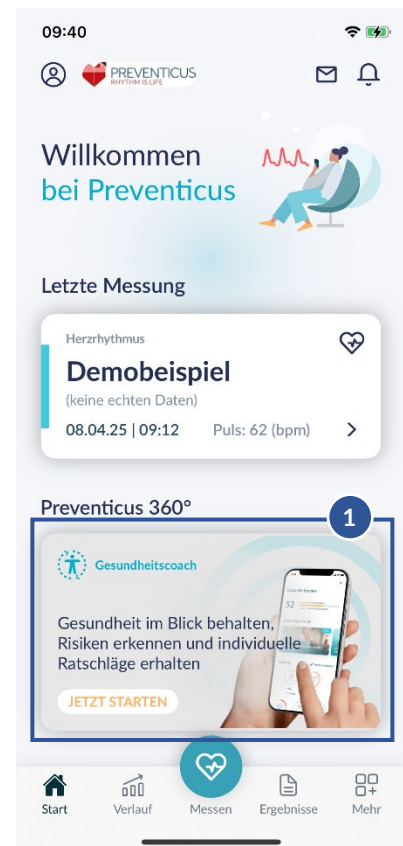 09:40
PREVENTICUS
RHYTHM IS LIFE
Willkommen
bei Preventicus
Letzte Messung
Herzrhythmus
Demobeispiel
(keine echten Daten)
08.04.25 | 09:12 Puls: 62 (bpm)
Preventicus 360°
1
Gesundheitscoach
Gesundheit im Blick behalten,
Risiken erkennen und individuelle
Ratschläge erhalten
JETZT STARTEN
52
Start Verlauf Messen Ergebnisse Mehr